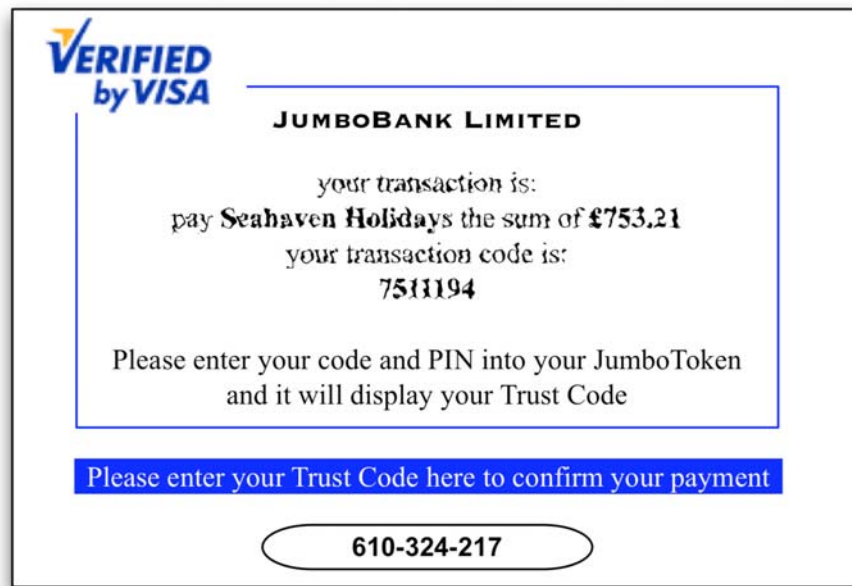 VERIFIED
by VISA
JUMBOBANK LIMITED
your transaction is:
pay Seahaven Holidays the sum of £753.21
your transaction code is:
7511194
Please enter your code and PIN into your JumboToken
and it will display your Trust Code
Please enter your Trust Code here to confirm your payment
610-324-217